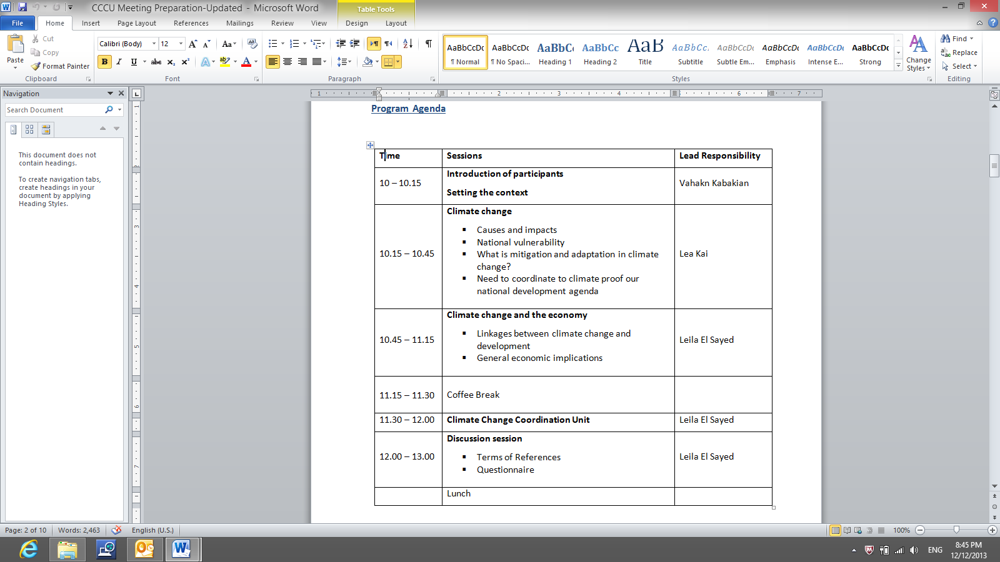 CCCU Meeting Preparation-Updated - Microsoft Word
Table Tools
File Home Insert Page Layout References Mailings Review View Design Layout
Paste
Cut
Copy
Format Painter
Clipboard
Calibri (Body) 12
Font
Paragraph
AaBbCcDc AaBbCcDc AaBbCc AaBbCc AaB AaBbCc. AaBbCcDc AaBbCcDc AaBbCcDc AaBbCcDc
¶ Normal ¶ No Spaci... Heading 1 Heading 2 Title Subtitle Subtle Em... Emphasis Intense E... Strong
Styles
Change Styles
Find
Replace
Select
Editing
Navigation
Search Document
This document does not
contain headings.
To create navigation tabs,
create headings in your
document by applying
Heading Styles.
Program Agenda
Time Sessions Lead Responsibility
10 – 10.15
Introduction of participants
Setting the context
Vahakn Kabakian
10.15 – 10.45
Climate change
▪ Causes and impacts
▪ National vulnerability
▪ What is mitigation and adaptation in climate
change?
▪ Need to coordinate to climate proof our
national development agenda
Lea Kai
10.45 – 11.15
Climate change and the economy
▪ Linkages between climate change and
development
▪ General economic implications
Leila El Sayed
11.15 – 11.30 Coffee Break
11.30 – 12.00 Climate Change Coordination Unit Leila El Sayed
12.00 – 13.00
Discussion session
▪ Terms of References
▪ Questionnaire
Leila El Sayed
Lunch
Page: 2 of 10 Words: 2,463 English (U.S.) 100%
ENG
8:45 PM
12/12/2013